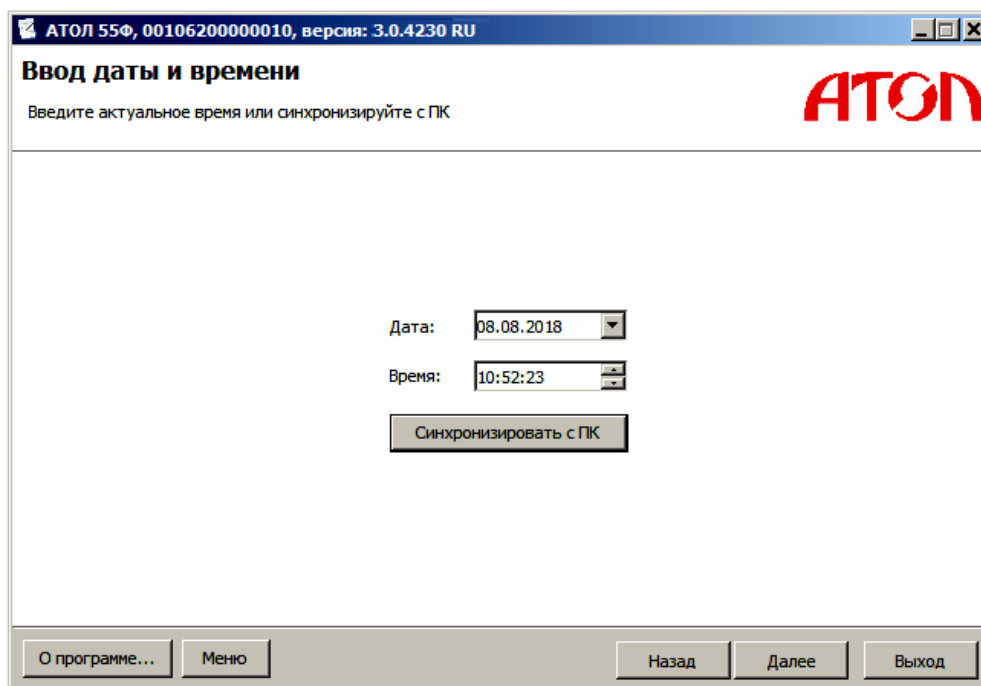 АТОЛ 55Ф, 00106200000010, версия: 3.0.4230 RU
Ввод даты и времени
Введите актуальное время или синхронизируйте с ПК
АТОЛ
Дата: 08.08.2018
Время: 10:52:23
Синхронизировать с ПК
О программе... Меню Назад Далее Выход